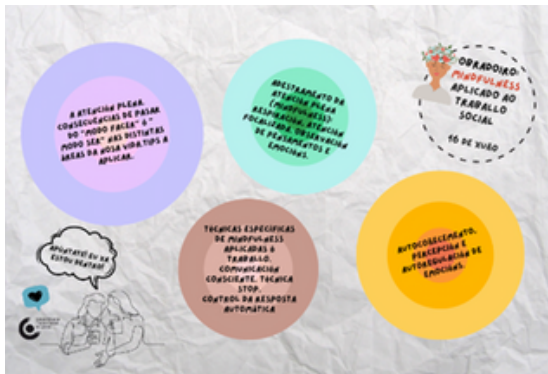 A ATENCIÓN PLENA.
CONSECUENCIAS DE PASAR
DO "MODO FACER" Ó "
MODO SER" NAS DISTINTAS
ÁREAS DA NOSA VIDA.TIPS A
APLICAR.
ADESTRAMENTO DA
ATENCIÓN PLENA
(MINDFULNESS):
RESPIRACIÓN, ATENCIÓN
FOCALIZADA, OBSERVACIÓN
DE PENSAMENTOS E
EMOCIÓNS.
OBRADOIRO:
MINDFULNESS
APLICADO AO
TRABALLO
SOCIAL
16 DE XUÑO
TÉCNICAS ESPECÍFICAS
DE MINDFULNESS
APLICADAS Ó
TRABALLO.
COMUNICACIÓN
CONSCIENTE. TÉCNICA
STOP.
CONTROL DA RESPOSTA
AUTOMÁTICA
AUTOCOÑECEMENTO,
PERCEPCIÓN E
AUTOREGULACIÓN DE
EMOCIÓNS.
APÚNTATE! EU XA
ESTOU DENTRO!